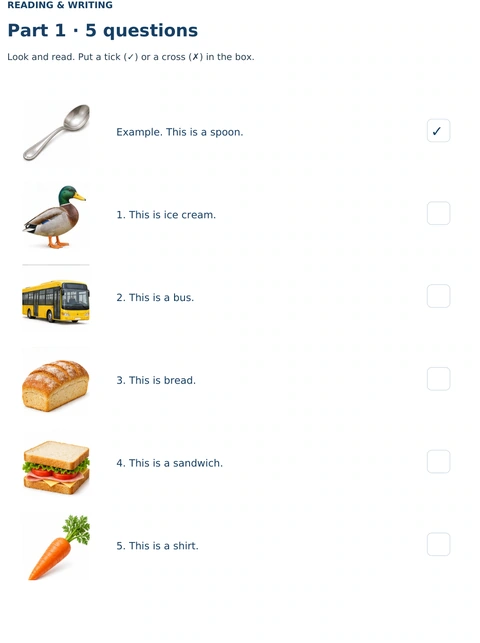 READING & WRITING
Part 1 · 5 questions
Look and read. Put a tick (✓) or a cross (✗) in the box.
Example. This is a spoon. ✓
1. This is ice cream.
2. This is a bus.
3. This is bread.
4. This is a sandwich.
5. This is a shirt.